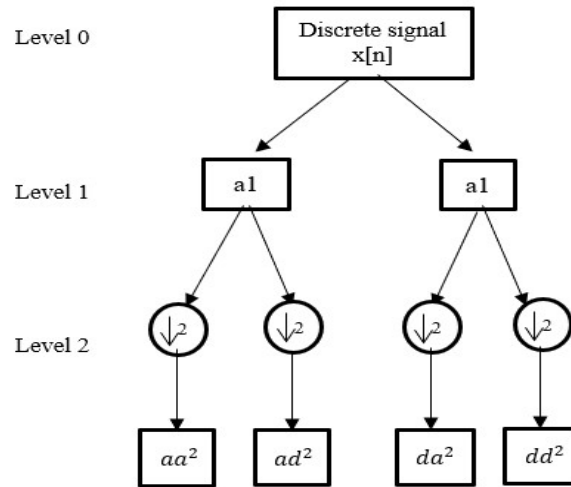 Level 0
Discrete signal
x[n]
Level 1
a1
a1
Level 2
↓2
↓2
↓2
↓2
aa²
ad²
da²
dd²